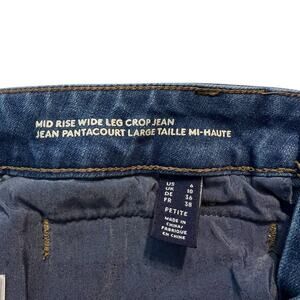 MID RISE WIDE LEG CROP JEAN
JEAN PANTACOURT LARGE TAILLE MI-HAUTE
US 6
UK 10
DE 36
FR 38
PETITE
MADE IN
CHINA/
FABRIQUE
EN CHINE